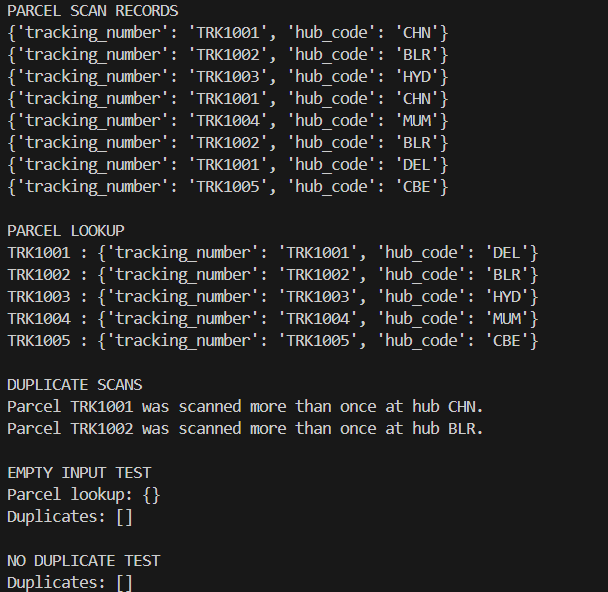 PARCEL SCAN RECORDS
{'tracking_number': 'TRK1001', 'hub_code': 'CHN'}
{'tracking_number': 'TRK1002', 'hub_code': 'BLR'}
{'tracking_number': 'TRK1003', 'hub_code': 'HYD'}
{'tracking_number': 'TRK1001', 'hub_code': 'CHN'}
{'tracking_number': 'TRK1004', 'hub_code': 'MUM'}
{'tracking_number': 'TRK1002', 'hub_code': 'BLR'}
{'tracking_number': 'TRK1001', 'hub_code': 'DEL'}
{'tracking_number': 'TRK1005', 'hub_code': 'CBE'}

PARCEL LOOKUP
TRK1001 : {'tracking_number': 'TRK1001', 'hub_code': 'DEL'}
TRK1002 : {'tracking_number': 'TRK1002', 'hub_code': 'BLR'}
TRK1003 : {'tracking_number': 'TRK1003', 'hub_code': 'HYD'}
TRK1004 : {'tracking_number': 'TRK1004', 'hub_code': 'MUM'}
TRK1005 : {'tracking_number': 'TRK1005', 'hub_code': 'CBE'}

DUPLICATE SCANS
Parcel TRK1001 was scanned more than once at hub CHN.
Parcel TRK1002 was scanned more than once at hub BLR.

EMPTY INPUT TEST
Parcel lookup: {}
Duplicates: []

NO DUPLICATE TEST
Duplicates: []